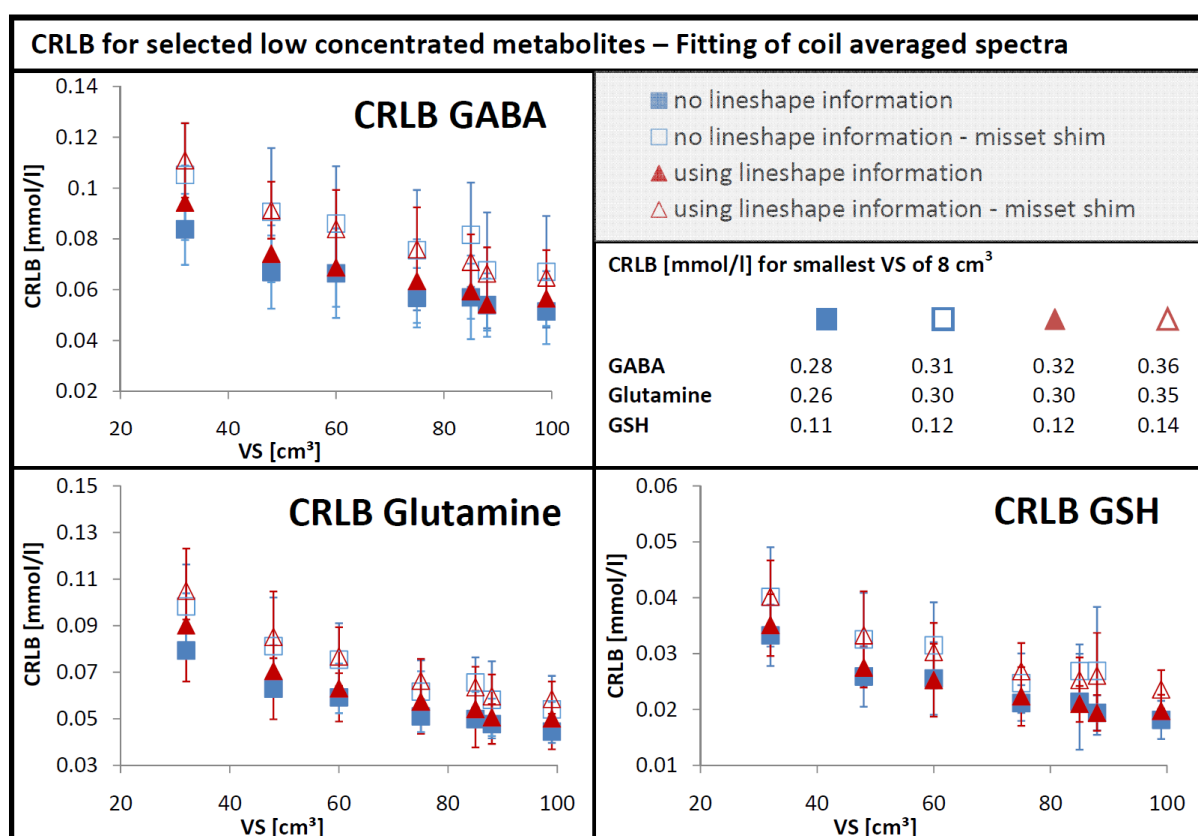 CRLB for selected low concentrated metabolites – Fitting of coil averaged spectra
CRLB GABA
CRLB [mmol/l]
0.14
0.12
0.1
0.08
0.06
0.04
0.02
20
40
60
80
100
VS [cm³]
no lineshape information
no lineshape information - misset shim
using lineshape information
using lineshape information - misset shim
CRLB [mmol/l] for smallest VS of 8 cm³
GABA 0.28 0.31 0.32 0.36
Glutamine 0.26 0.30 0.30 0.35
GSH 0.11 0.12 0.12 0.14
CRLB Glutamine
CRLB [mmol/l]
0.15
0.13
0.11
0.09
0.07
0.05
0.03
20
40
60
80
100
VS [cm³]
CRLB GSH
CRLB [mmol/l]
0.06
0.05
0.04
0.03
0.02
0.01
20
40
60
80
100
VS [cm³]